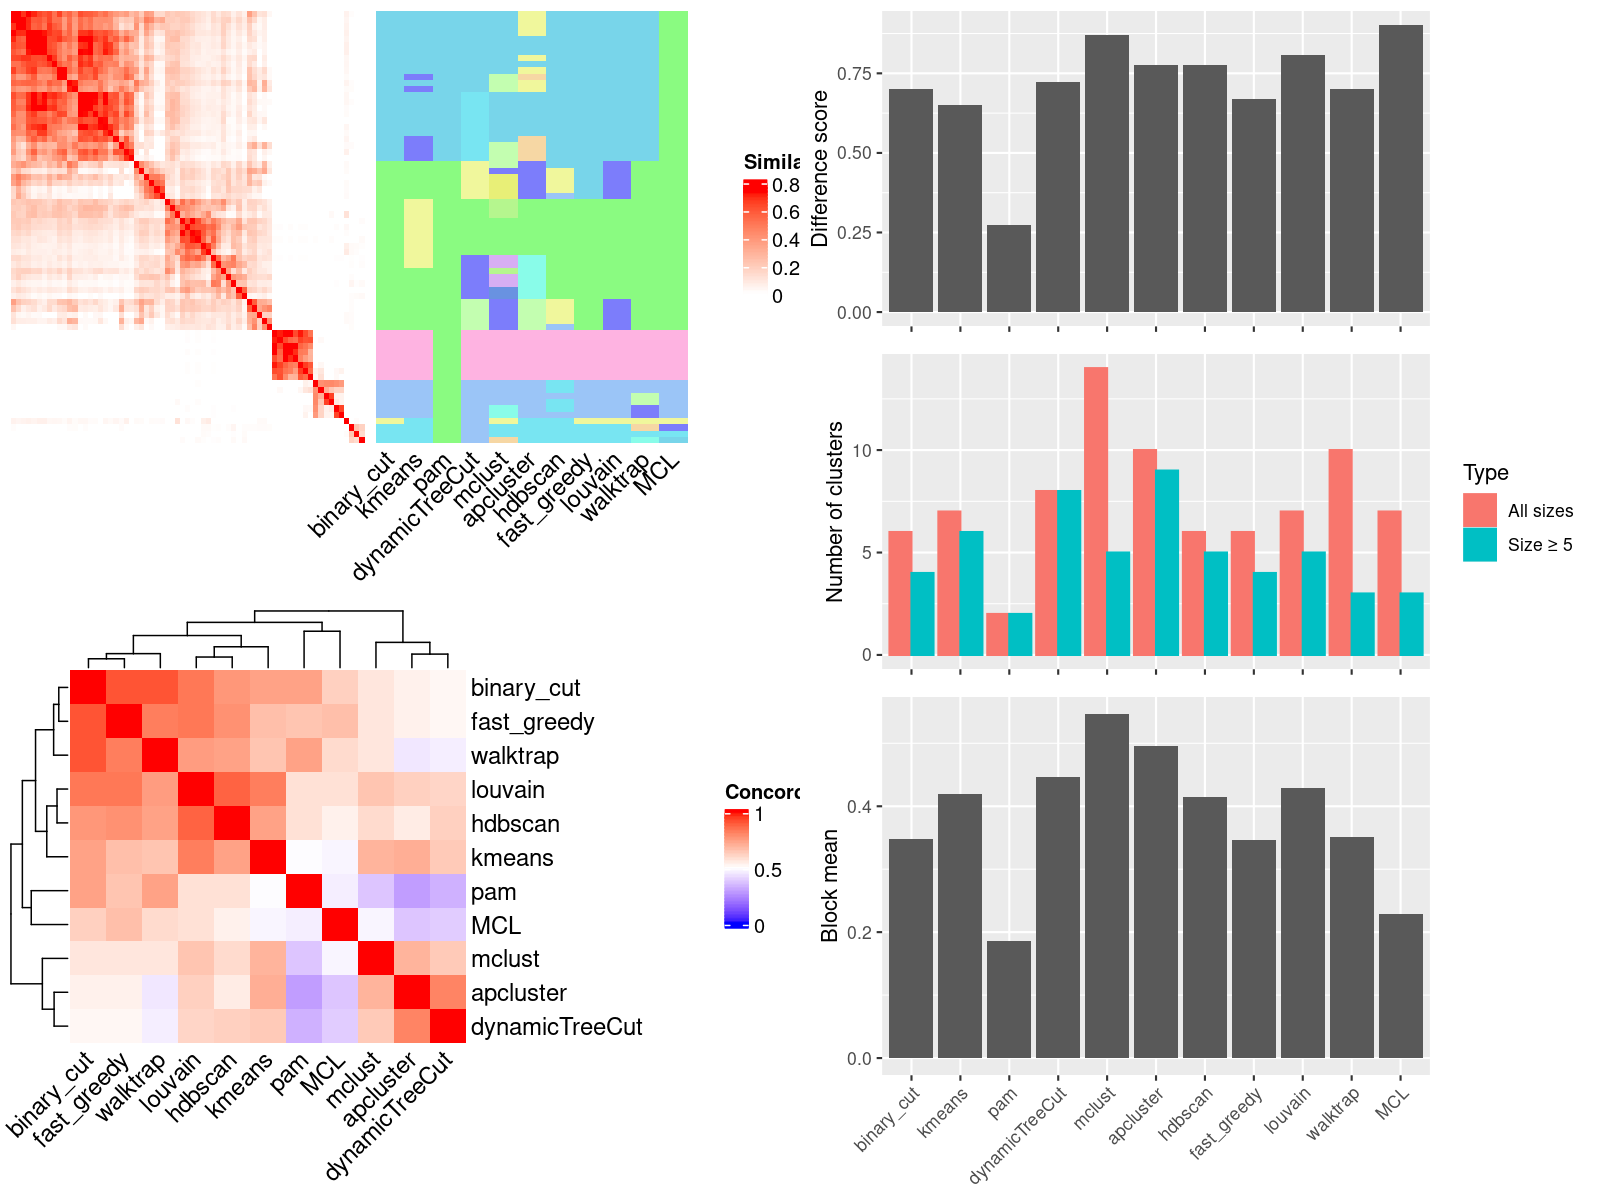 Simila
0.8
0.6
0.4
0.2
0
binary_cut
kmeans
pam
dynamicTreeCut
mclust
apcluster
hdbscan
fast_greedy
louvain
walktrap
MCL
Difference score
0.75
0.50
0.25
0.00
Number of clusters
10
5
0
Type
All sizes
Size ≥ 5
binary_cut
fast_greedy
walktrap
louvain
hdbscan
kmeans
pam
MCL
mclust
apcluster
dynamicTreeCut
binary_cut
fast_greedy
walktrap
louvain
hdbscan
kmeans
pam
MCL
mclust
apcluster
dynamicTreeCut
Concord
1
0.5
0
Block mean
0.4
0.2
0.0
binary_cut
kmeans
pam
dynamicTreeCut
mclust
apcluster
hdbscan
fast_greedy
louvain
walktrap
MCL